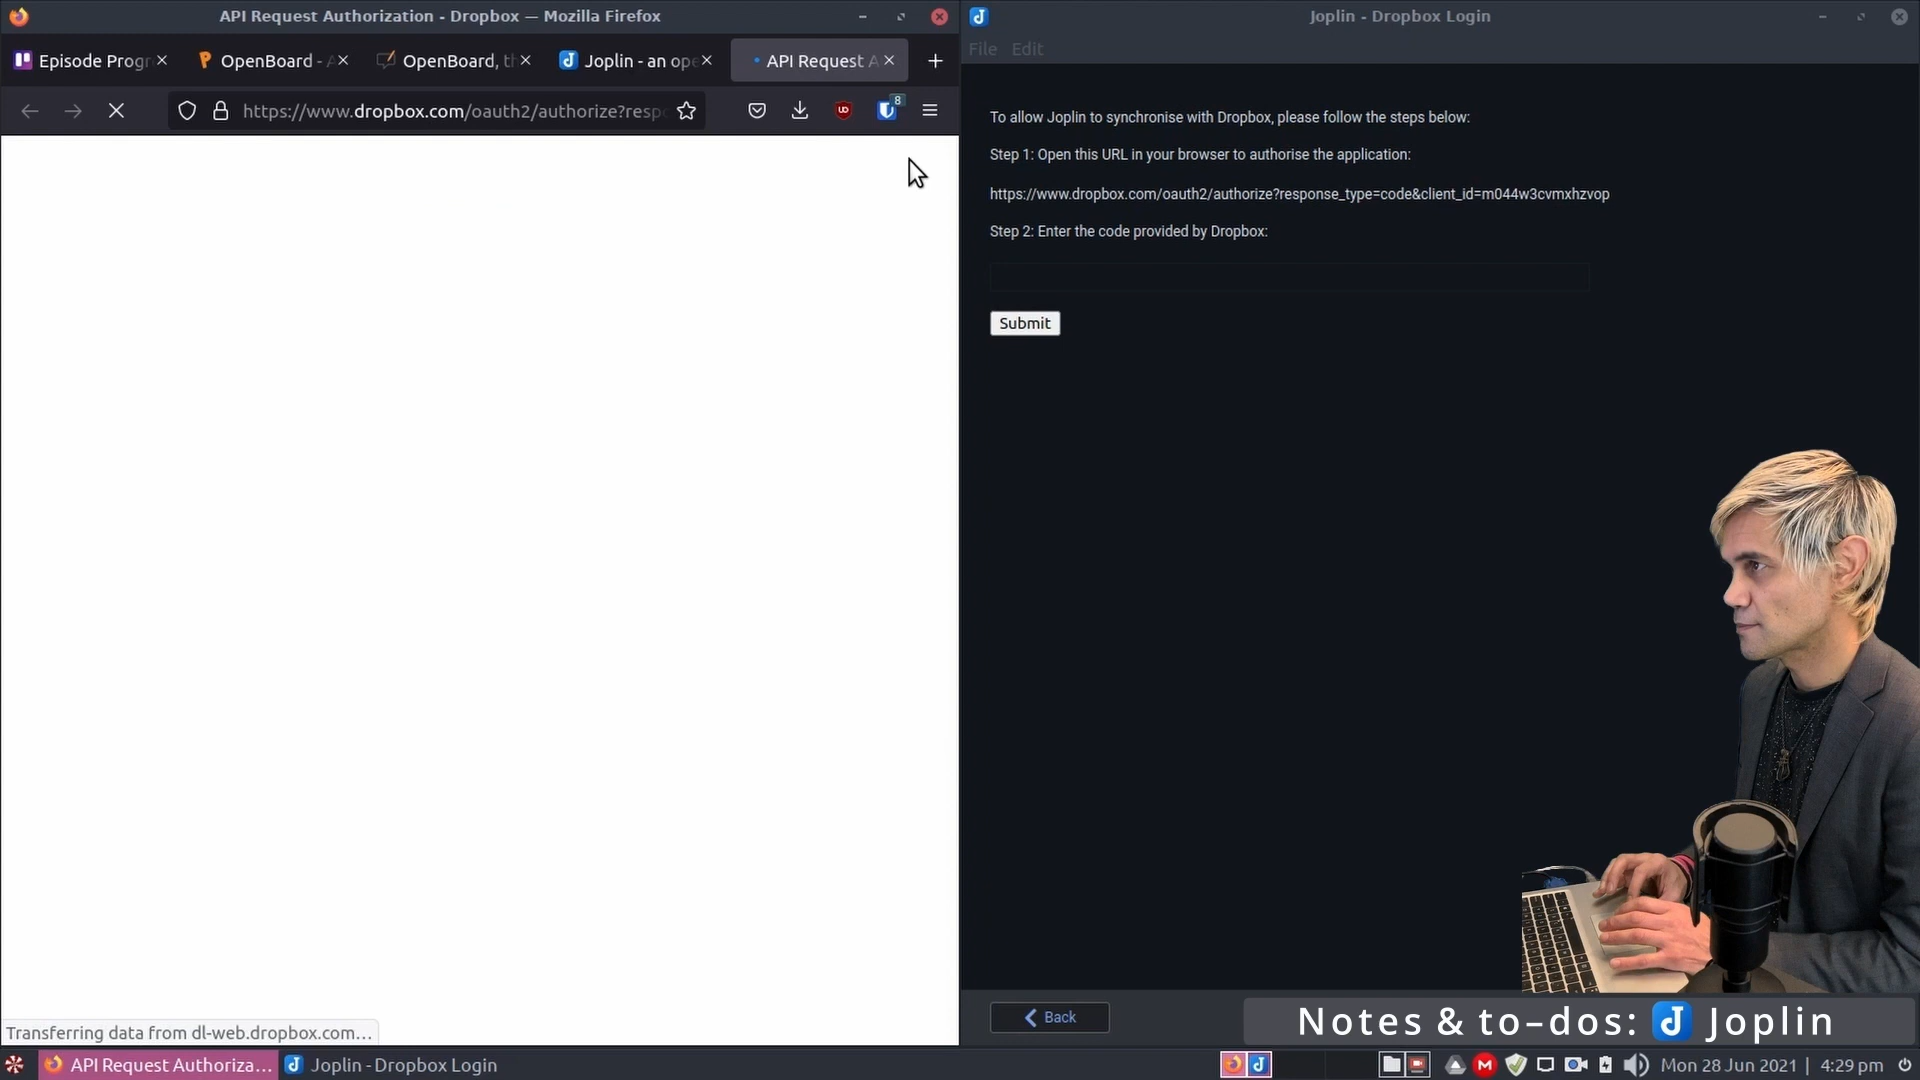 API Request Authorization - Dropbox — Mozilla Firefox
Episode Progr
OpenBoard - A
OpenBoard, th
Joplin - an ope
API Request A
https://www.dropbox.com/oauth2/authorize?respo
8
Transferring data from dl-web.dropbox.com...
Joplin - Dropbox Login
File Edit
To allow Joplin to synchronise with Dropbox, please follow the steps below:
Step 1: Open this URL in your browser to authorise the application:
https://www.dropbox.com/oauth2/authorize?response_type=code&client_id=m044w3cvmxhzvop
Step 2: Enter the code provided by Dropbox:
Submit
Back
Notes & to-dos: Joplin
API Request Authoriza...
Joplin - Dropbox Login
Mon 28 Jun 2021 | 4:29 pm